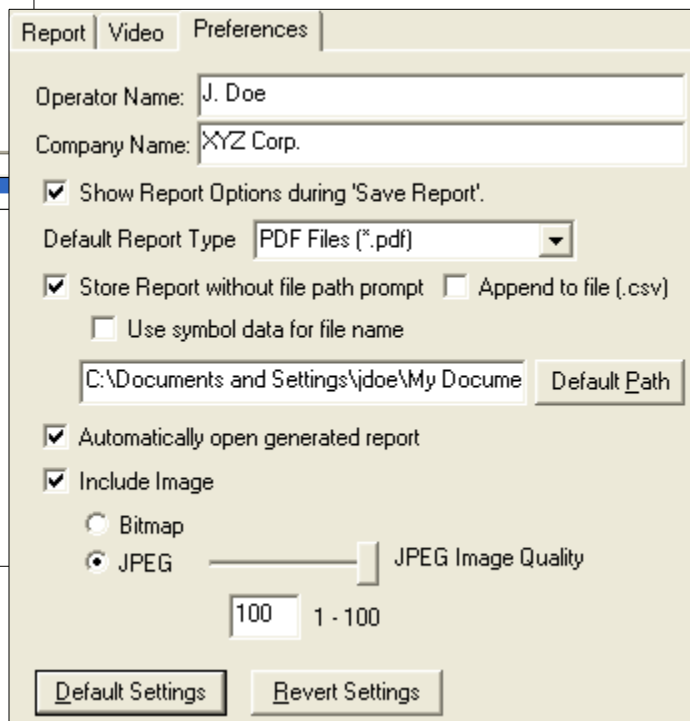 Report Video Preferences
Operator Name: J. Doe
Company Name: XYZ Corp.
Show Report Options during 'Save Report'.
Default Report Type PDF Files (*.pdf)
Store Report without file path prompt Append to file (.csv)
Use symbol data for file name
C:\Documents and Settings\jdoe\My Docume Default Path
Automatically open generated report
Include Image
Bitmap
JPEG JPEG Image Quality
100 1 - 100
Default Settings Revert Settings